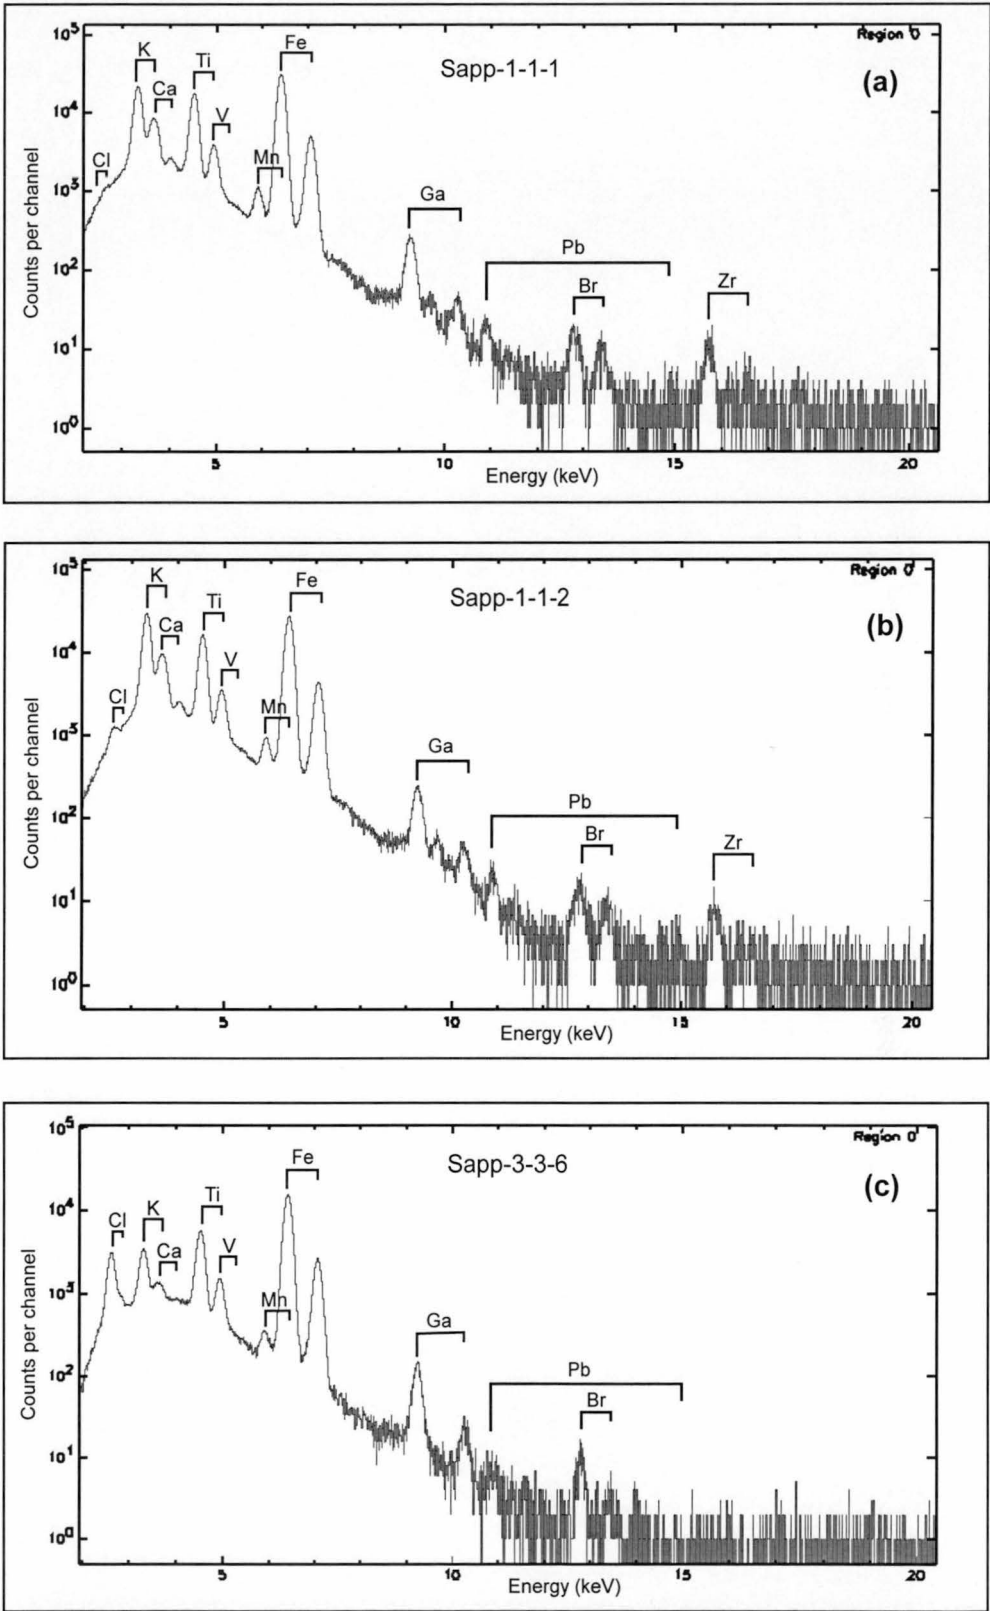 10⁵
Region 0
K
Ti
Fe
Sapp-1-1-1
(a)
Ca
10⁴
V
Cl
Mn
10³
Ga
Pb
10²
Br
Zr
10¹
10⁰
5
10
15
20
Counts per channel
Energy (keV)
10⁵
Region 0
K
Ti
Fe
Sapp-1-1-2
(b)
Ca
10⁴
V
Cl
Mn
10³
Ga
Pb
10²
Br
Zr
10¹
10⁰
5
10
15
20
Counts per channel
Energy (keV)
10⁵
Region 0
Fe
Sapp-3-3-6
(c)
10⁴
Cl
K
Ti
Ca
V
10³
Mn
Ga
10²
Pb
Br
10¹
10⁰
5
10
15
20
Counts per channel
Energy (keV)